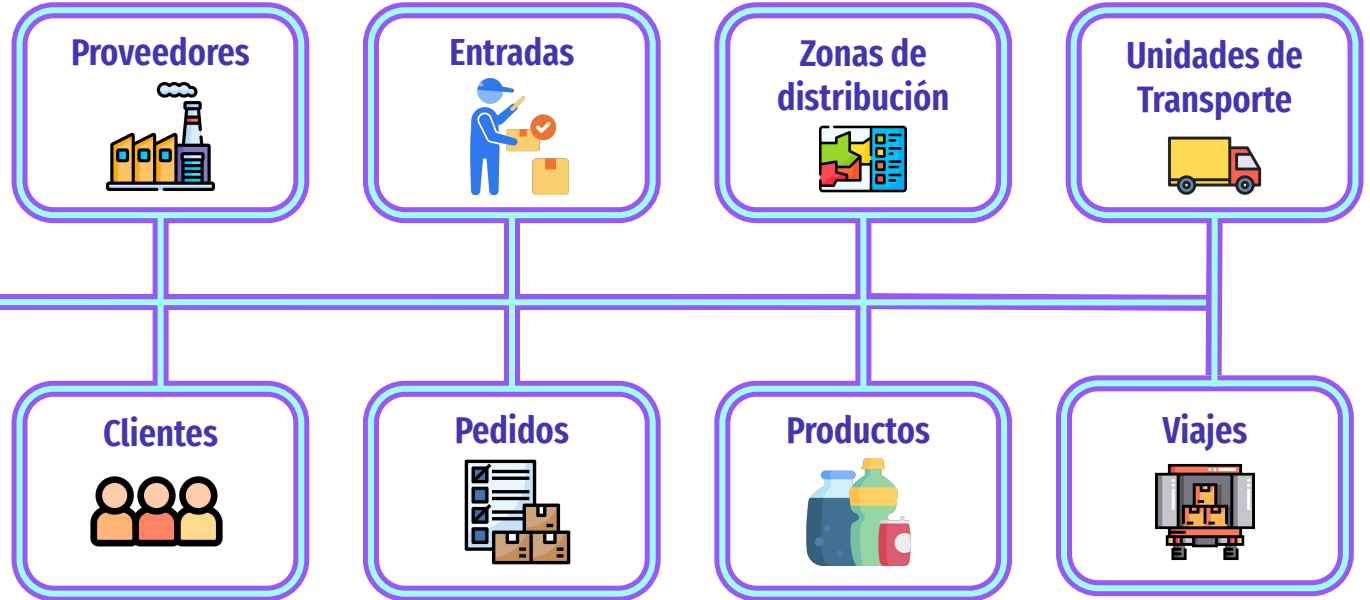 Proveedores
Entradas
Zonas de
distribución
Unidades de
Transporte
Clientes
Pedidos
Productos
Viajes